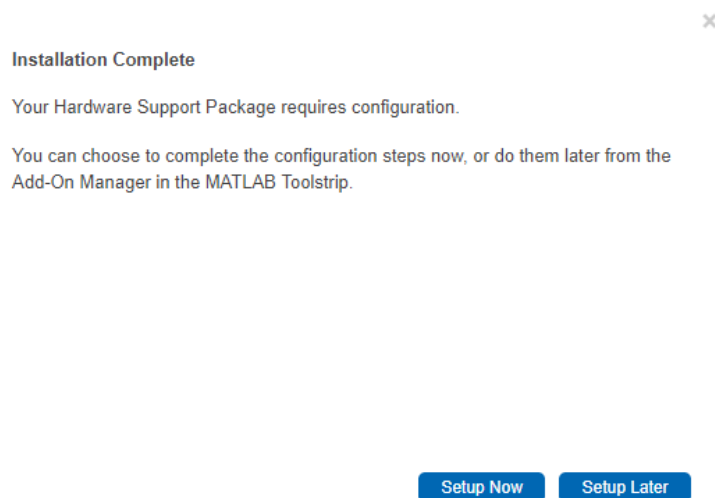 Installation Complete
Your Hardware Support Package requires configuration.
You can choose to complete the configuration steps now, or do them later from the
Add-On Manager in the MATLAB Toolstrip.
Setup Now
Setup Later